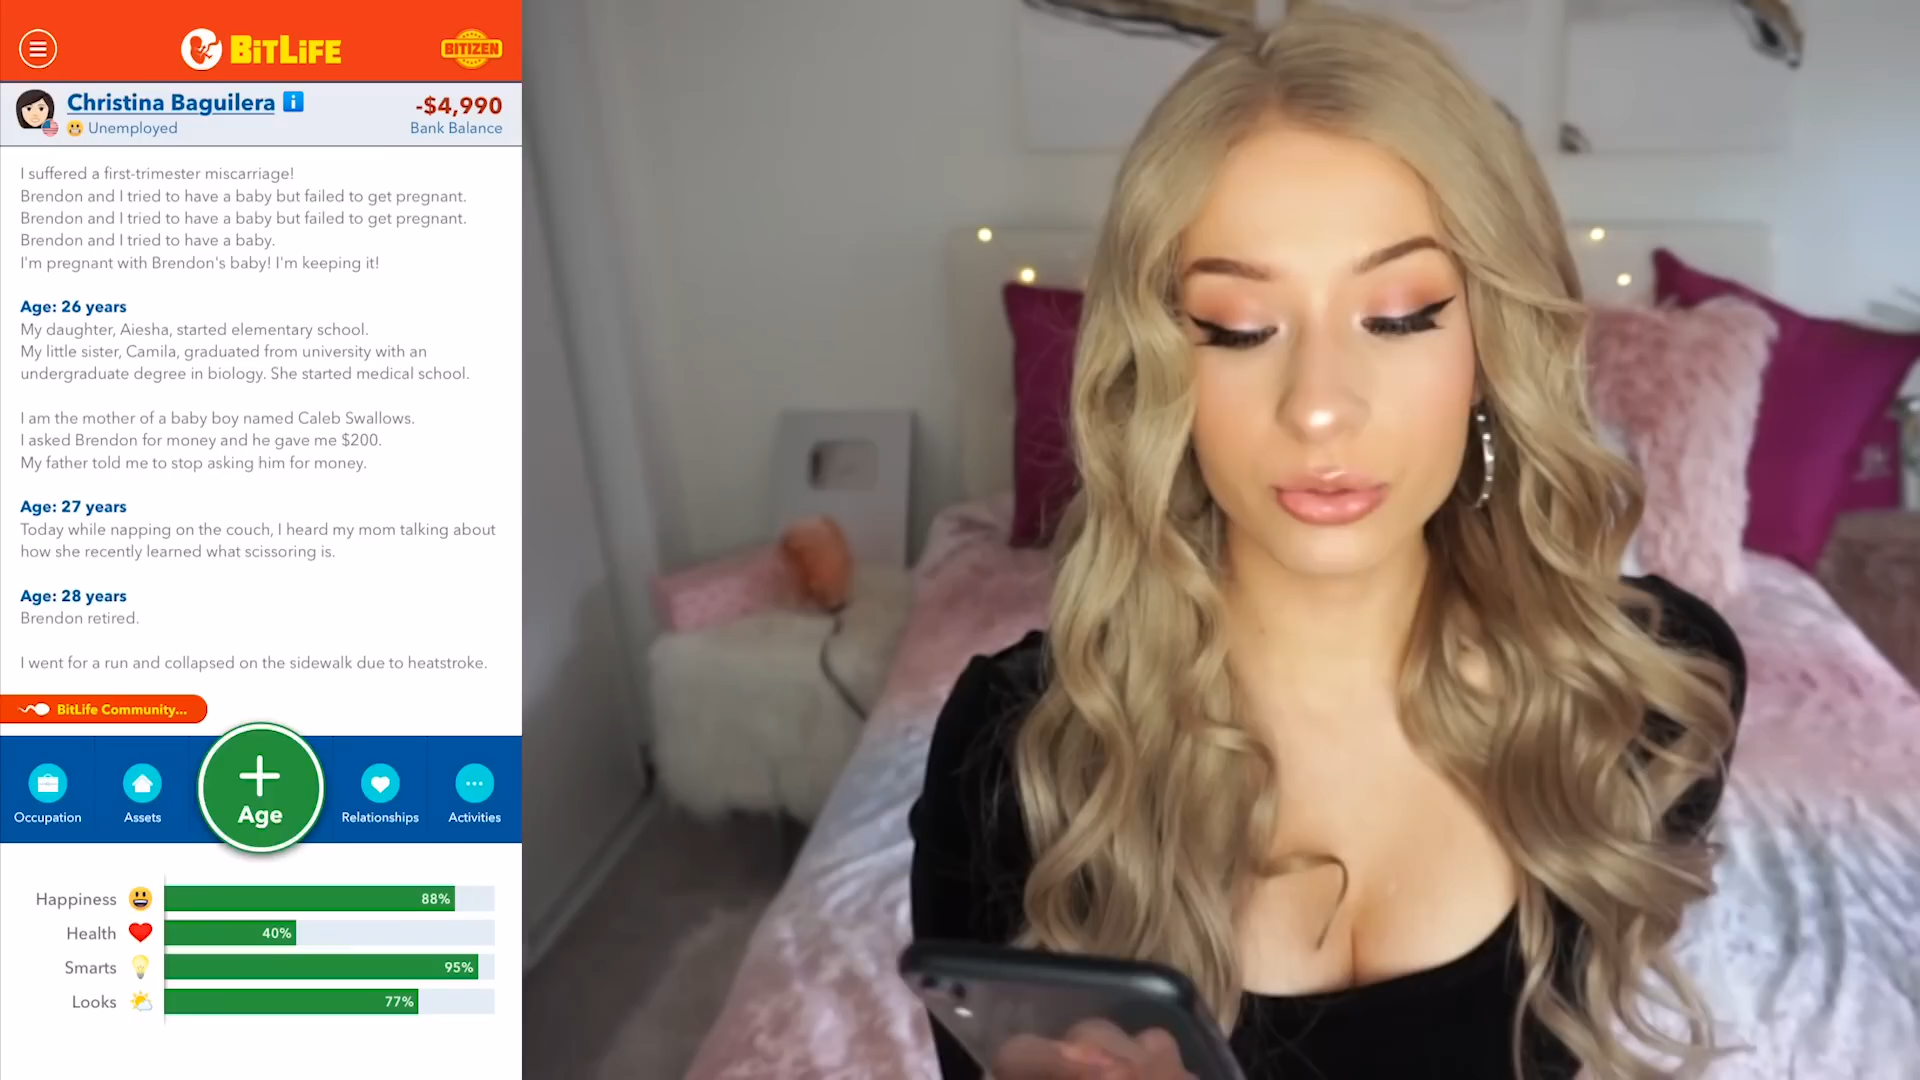 BITLIFE
BITIZEN
Christina Baguilera i
-$4,990
Unemployed
Bank Balance
I suffered a first-trimester miscarriage!
Brendon and I tried to have a baby but failed to get pregnant.
Brendon and I tried to have a baby but failed to get pregnant.
Brendon and I tried to have a baby.
I'm pregnant with Brendon's baby! I'm keeping it!
Age: 26 years
My daughter, Aiesha, started elementary school.
My little sister, Camila, graduated from university with an
undergraduate degree in biology. She started medical school.
I am the mother of a baby boy named Caleb Swallows.
I asked Brendon for money and he gave me $200.
My father told me to stop asking him for money.
Age: 27 years
Today while napping on the couch, I heard my mom talking about
how she recently learned what scissoring is.
Age: 28 years
Brendon retired.
I went for a run and collapsed on the sidewalk due to heatstroke.
BitLife Community...
Occupation
Assets
+ Age
Relationships
Activities
Happiness 88%
Health 40%
Smarts 95%
Looks 77%